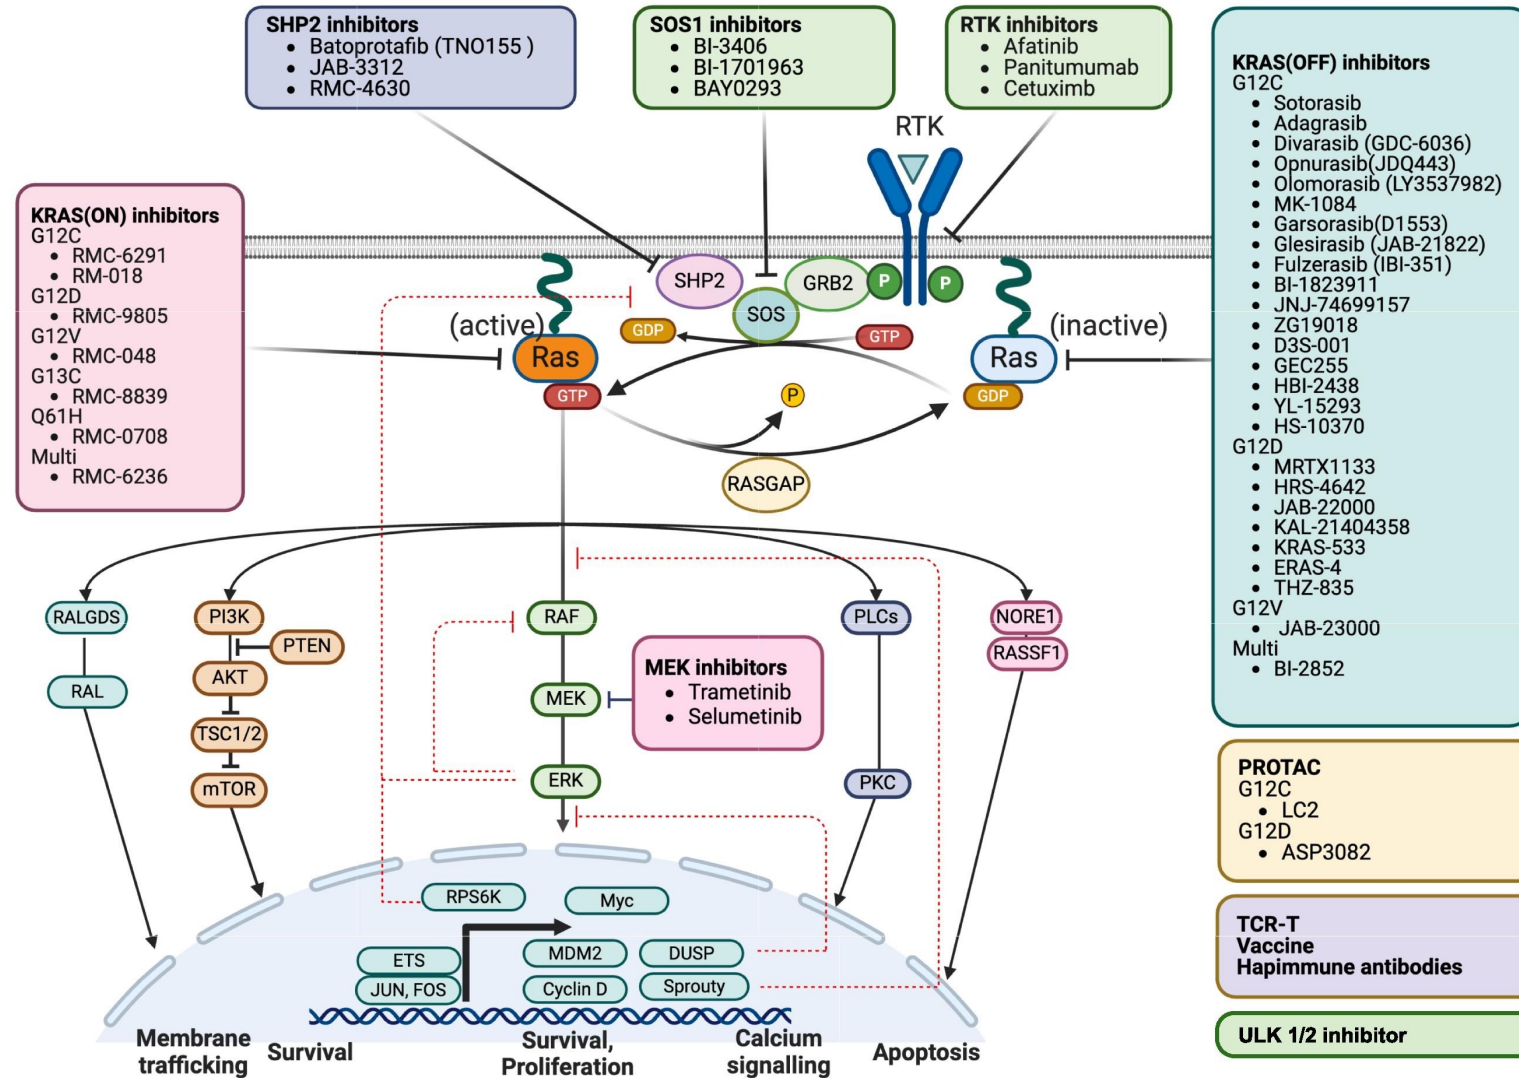 SHP2 inhibitors
• Batoprotafib (TNO155 )
• JAB-3312
• RMC-4630
SOS1 inhibitors
• BI-3406
• BI-1701963
• BAY0293
RTK inhibitors
• Afatinib
• Panitumumab
• Cetuximb
KRAS(OFF) inhibitors
G12C
• Sotorasib
• Adagrasib
• Divarasib (GDC-6036)
• Opnurasib(JDQ443)
• Olomorasib (LY3537982)
• MK-1084
• Garsorasib(D1553)
• Glesirasib (JAB-21822)
• Fulzerasib (IBI-351)
• BI-1823911
• JNJ-74699157
• ZG19018
• D3S-001
• GEC255
• HBI-2438
• YL-15293
• HS-10370
G12D
• MRTX1133
• HRS-4642
• JAB-22000
• KAL-21404358
• KRAS-533
• ERAS-4
• THZ-835
G12V
• JAB-23000
Multi
• BI-2852
KRAS(ON) inhibitors
G12C
• RMC-6291
• RM-018
G12D
• RMC-9805
G12V
• RMC-048
G13C
• RMC-8839
Q61H
• RMC-0708
Multi
• RMC-6236
RTK
SHP2
GRB2
P
P
SOS
(active)
GDP
GTP
(inactive)
Ras
Ras
GTP
P
GDP
RASGAP
RALGDS
PI3K
RAF
PLCs
NORE1
PTEN
RASSF1
AKT
RAL
MEK
MEK inhibitors
• Trametinib
• Selumetinib
TSC1/2
mTOR
ERK
PKC
RPS6K
Myc
ETS
MDM2
DUSP
JUN, FOS
Cyclin D
Sprouty
Membrane
trafficking
Survival
Survival,
Proliferation
Calcium
signalling
Apoptosis
PROTAC
G12C
• LC2
G12D
• ASP3082
TCR-T
Vaccine
Hapimmune antibodies
ULK 1/2 inhibitor